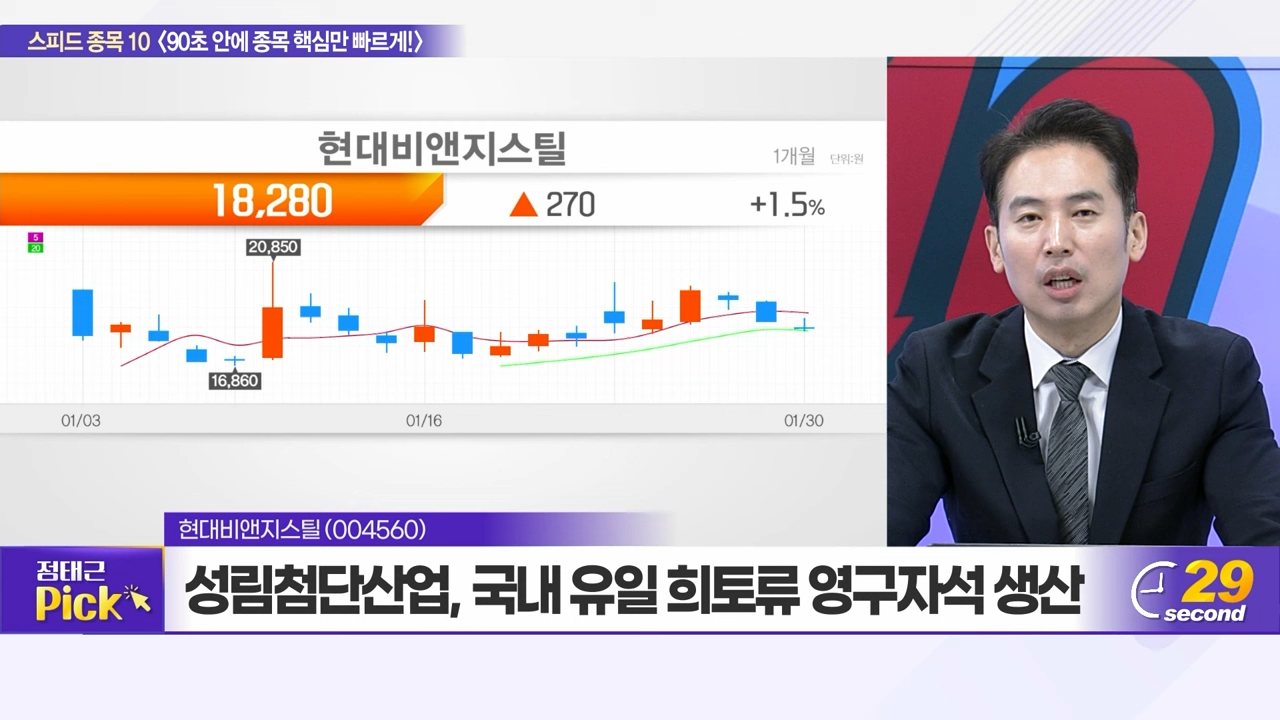 스피드 종목 10 <90초 안에 종목 핵심만 빠르게!>
현대비앤지스틸
1개월 단위:원
18,280 ▲ 270 +1.5%
5
20
20,850
16,860
01/03 01/16 01/30
현대비앤지스틸 (004560)
정태근
Pick
성림첨단산업, 국내 유일 희토류 영구자석 생산
29
second